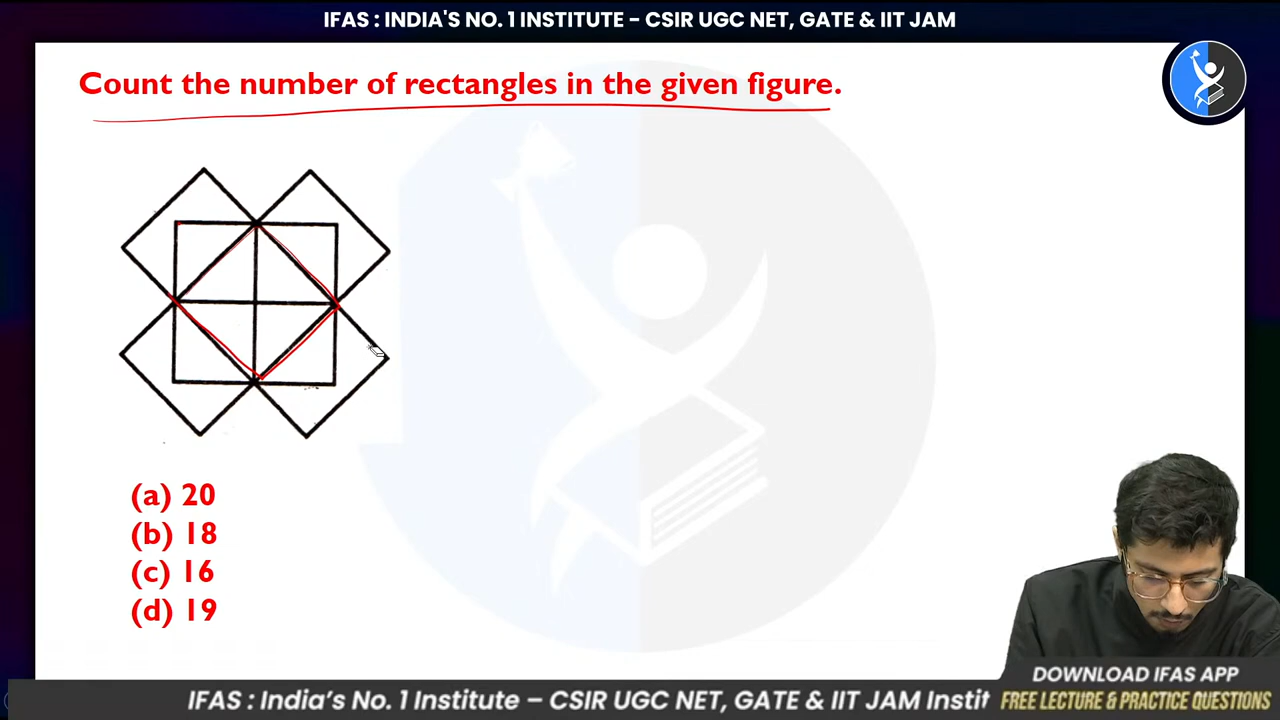 IFAS : INDIA'S NO. 1 INSTITUTE – CSIR UGC NET, GATE & IIT JAM
Count the number of rectangles in the given figure.
(a) 20
(b) 18
(c) 16
(d) 19
DOWNLOAD IFAS APP
IFAS : India's No. 1 Institute – CSIR UGC NET, GATE & IIT JAM Instit
FREE LECTURE & PRACTICE QUESTIONS